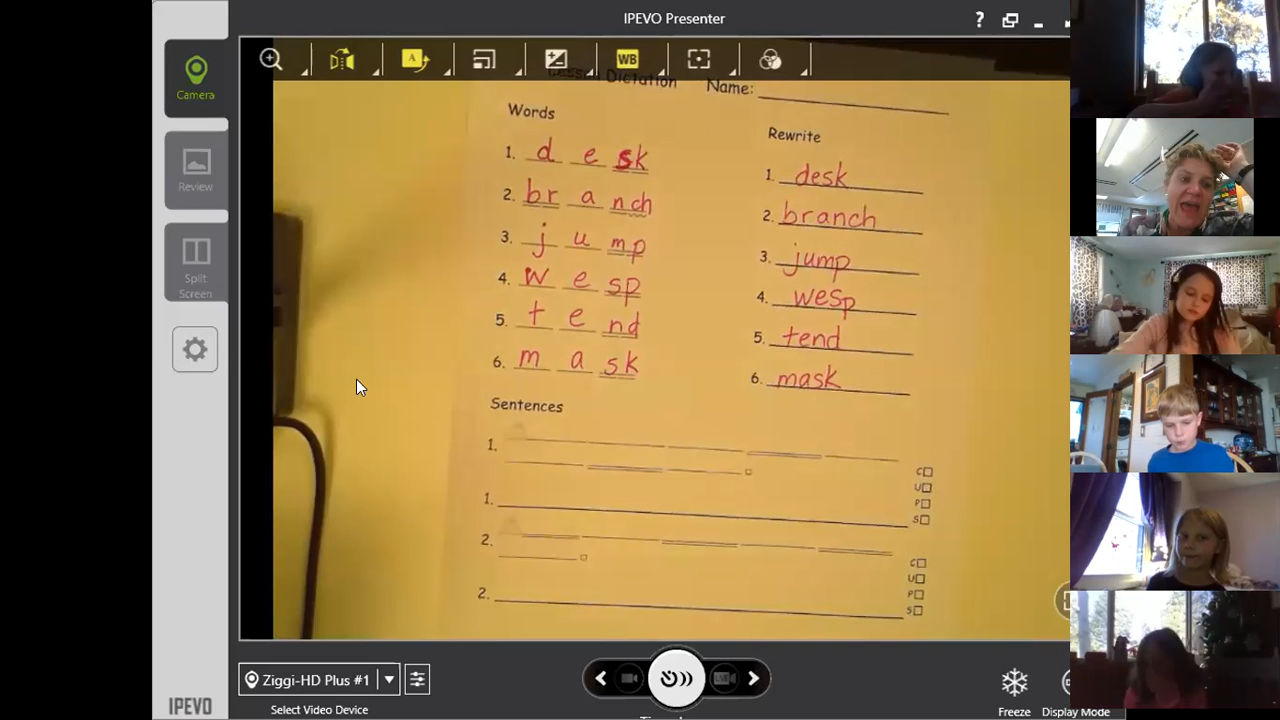 IPEVO Presenter
?
Camera
Review
Split
Screen
WB
Dictation Name:
Words
1. d e sk
2. br a nch
3. j u mp
4. w e sp
5. t e nd
6. m a sk
Rewrite
1. desk
2. branch
3. jump
4. wesp
5. tend
6. mask
Sentences
1.
C
U
P
S
1.
2.
C
U
P
S
2.
Ziggi-HD Plus #1
Select Video Device
LIVE
Freeze
Display Mode
IPEVO